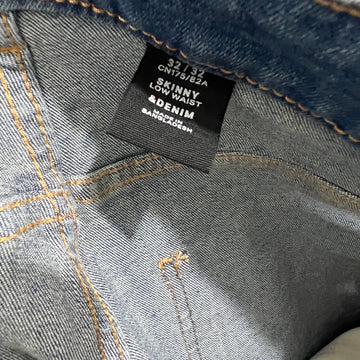 32 / 32
CN175/82A
SKINNY
LOW WAIST
&DENIM
MADE IN
BANGLADESH